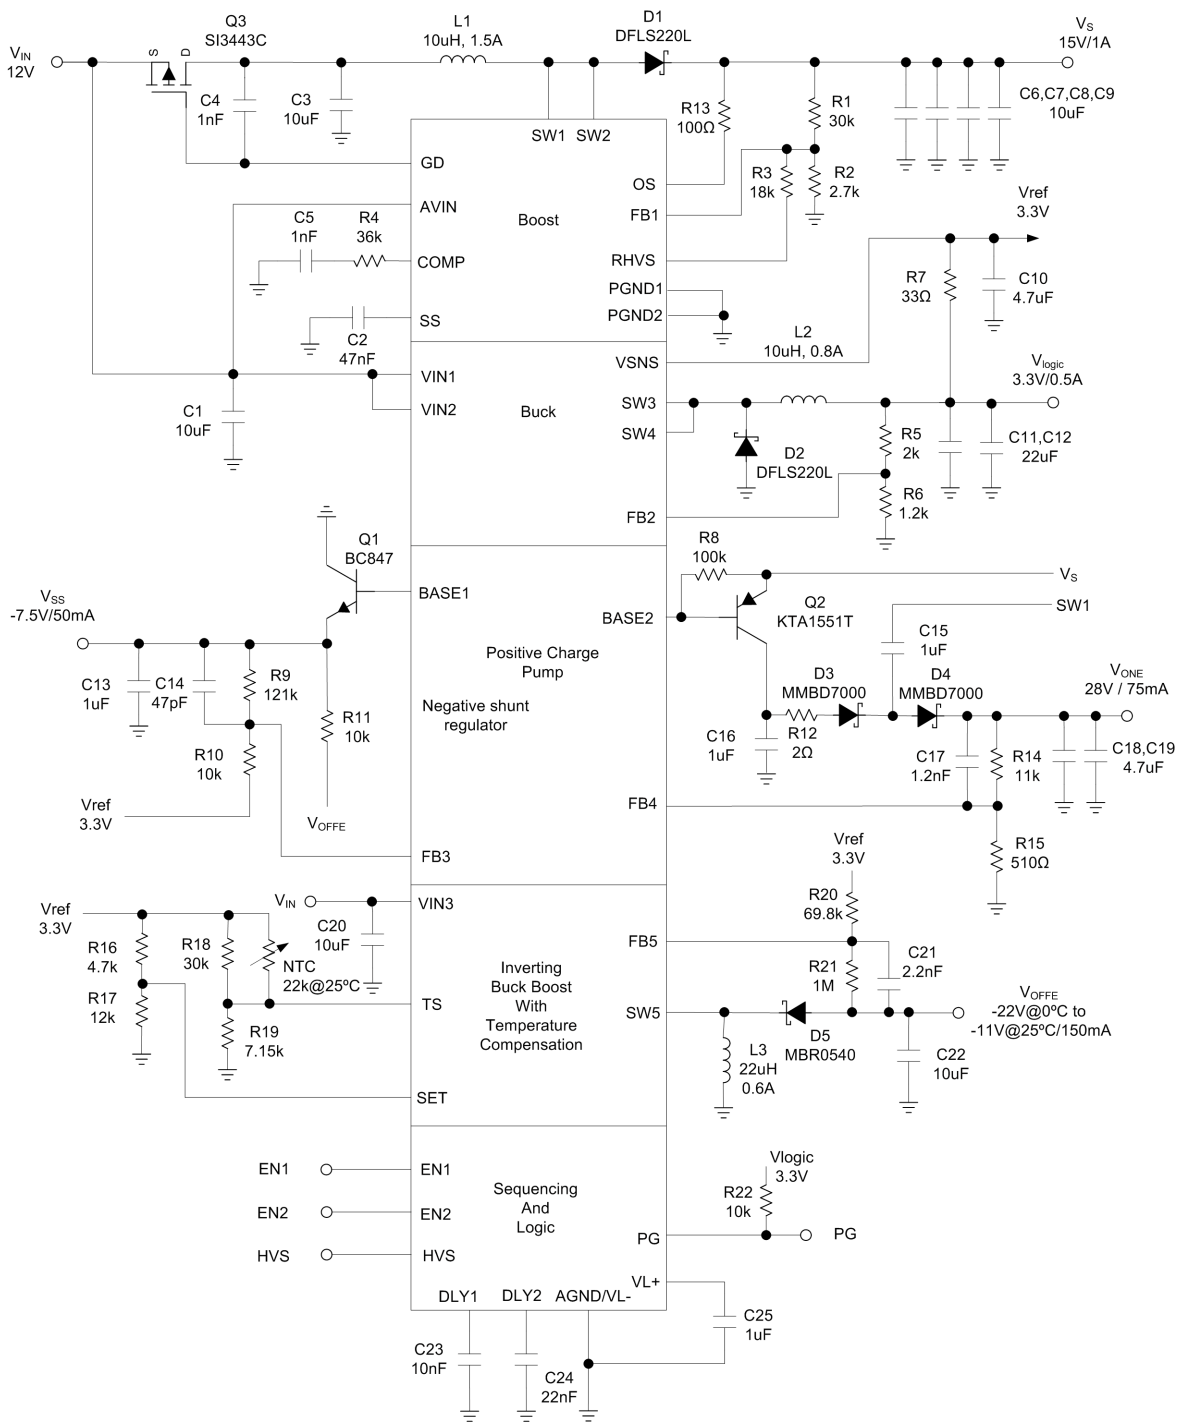 Q3
SI3443C
L1
10uH, 1.5A
D1
DFLS220L
VS
15V/1A
VIN
12V
S
D
C4
1nF
C3
10uF
R13
100Ω
R1
30k
C6,C7,C8,C9
10uF
SW1
SW2
GD
OS
R3
18k
R2
2.7k
Vref
3.3V
AVIN
FB1
C5
1nF
R4
36k
Boost
COMP
RHVS
R7
33Ω
C10
4.7uF
PGND1
PGND2
SS
C2
47nF
L2
10uH, 0.8A
VSNS
Vlogic
3.3V/0.5A
VIN1
VIN2
Buck
SW3
SW4
C1
10uF
D2
DFLS220L
R5
2k
C11,C12
22uF
R6
1.2k
FB2
Q1
BC847
R8
100k
VS
SW1
BASE1
BASE2
Q2
KTA1551T
VSS
-7.5V/50mA
C15
1uF
Positive Charge
Pump
Negative shunt
regulator
D3
MMBD7000
D4
MMBD7000
VONE
28V / 75mA
C13
1uF
C14
47pF
R9
121k
R11
10k
C16
1uF
R12
2Ω
C17
1.2nF
R14
11k
C18,C19
4.7uF
R10
10k
Vref
3.3V
VOFFE
FB4
R15
510Ω
FB3
Vref
3.3V
VIN
VIN3
Vref
3.3V
R20
69.8k
C20
10uF
FB5
R16
4.7k
R18
30k
NTC
22k@25ºC
Inverting
Buck Boost
With
Temperature
Compensation
R21
1M
C21
2.2nF
R17
12k
TS
SW5
VOFFE
-22V@0ºC to
-11V@25ºC/150mA
R19
7.15k
D5
MBR0540
L3
22uH
0.6A
C22
10uF
SET
EN1
EN1
Vlogic
3.3V
Sequencing
And
Logic
R22
10k
EN2
EN2
PG
PG
HVS
HVS
VL+
DLY1
DLY2
AGND/VL-
C25
1uF
C23
10nF
C24
22nF